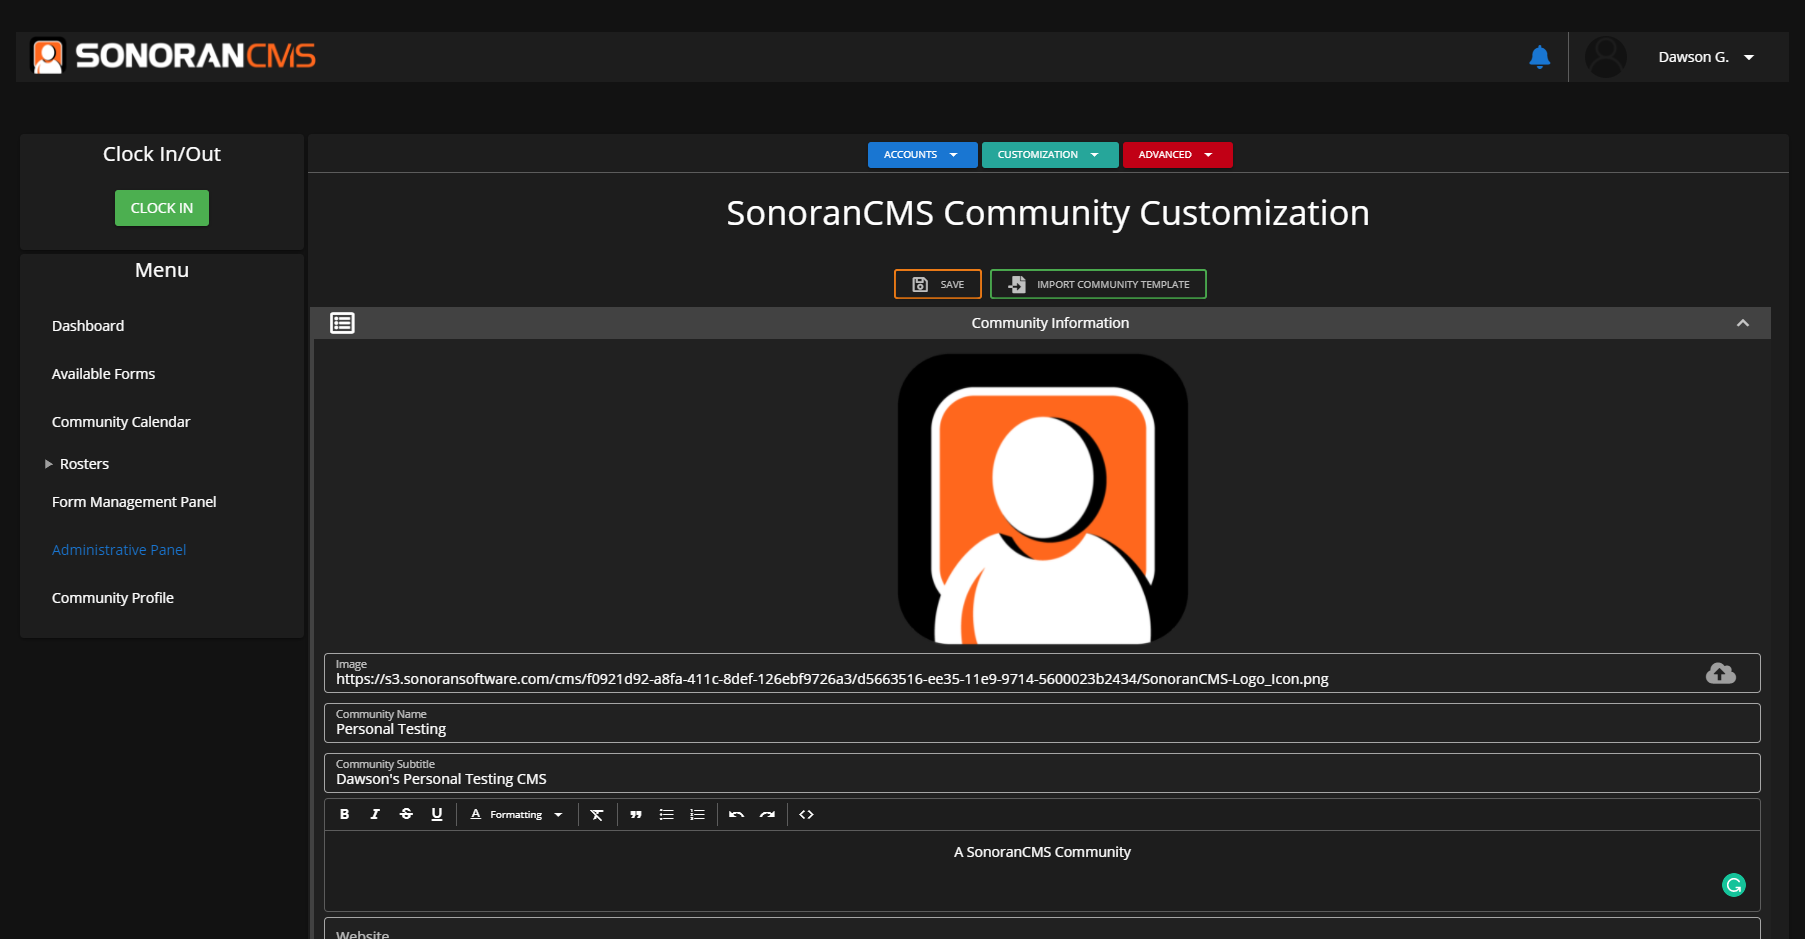 SONORANCMS
Dawson G.
Clock In/Out
CLOCK IN
Menu
Dashboard
Available Forms
Community Calendar
Rosters
Form Management Panel
Administrative Panel
Community Profile
ACCOUNTS
CUSTOMIZATION
ADVANCED
SonoranCMS Community Customization
SAVE
IMPORT COMMUNITY TEMPLATE
Community Information
Image
https://s3.sonoransoftware.com/cms/f0921d92-a8fa-411c-8def-126ebf9726a3/d5663516-ee35-11e9-9714-5600023b2434/SonoranCMS-Logo_Icon.png
Community Name
Personal Testing
Community Subtitle
Dawson's Personal Testing CMS
B I S U A Formatting
A SonoranCMS Community
Website